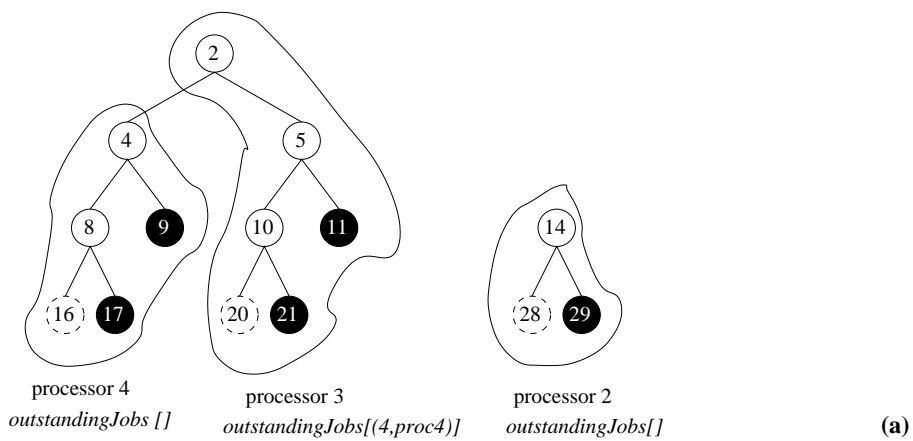 2
4 5
8 9 10 11 14
16 17 20 21 28 29
processor 4 processor 3 processor 2
outstandingJobs [] outstandingJobs[(4,proc4)] outstandingJobs[] (a)